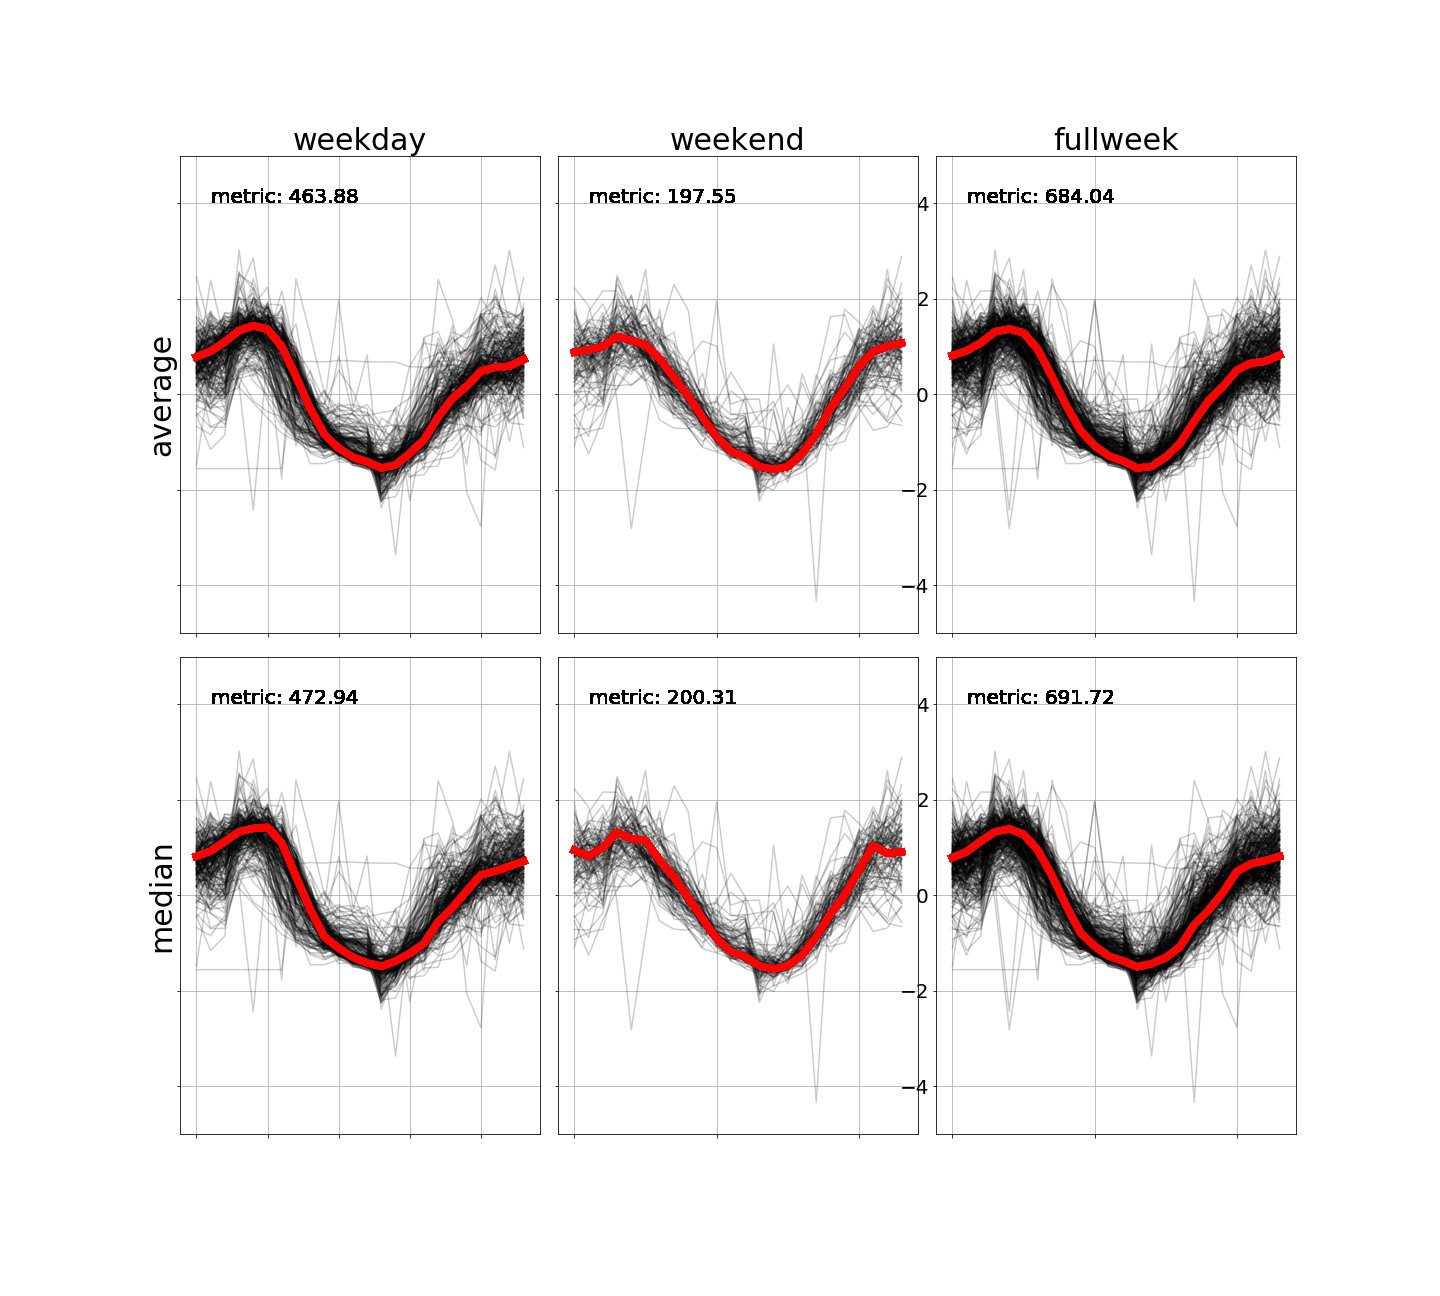 weekday weekend fullweek
metric: 463.88 metric: 197.55 metric: 684.04
4
2
0
−2
−4
average
metric: 472.94 metric: 200.31 metric: 691.72
4
2
0
−2
−4
median